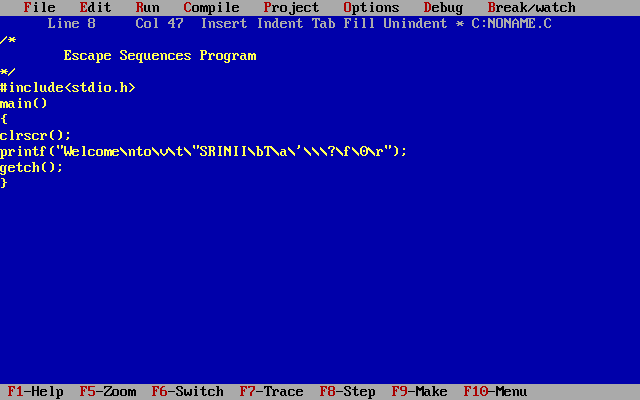 File Edit Run Compile Project Options Debug Break/watch
Line 8 Col 47 Insert Indent Tab Fill Unindent * C:NONAME.C
/*
Escape Sequences Program
*/
#include<stdio.h>
main()
{
clrscr();
printf("Welcome\nto\v\t\"SRINII\bT\a\'\\\?\f\0\r");
getch();
}
F1-Help F5-Zoom F6-Switch F7-Trace F8-Step F9-Make F10-Menu